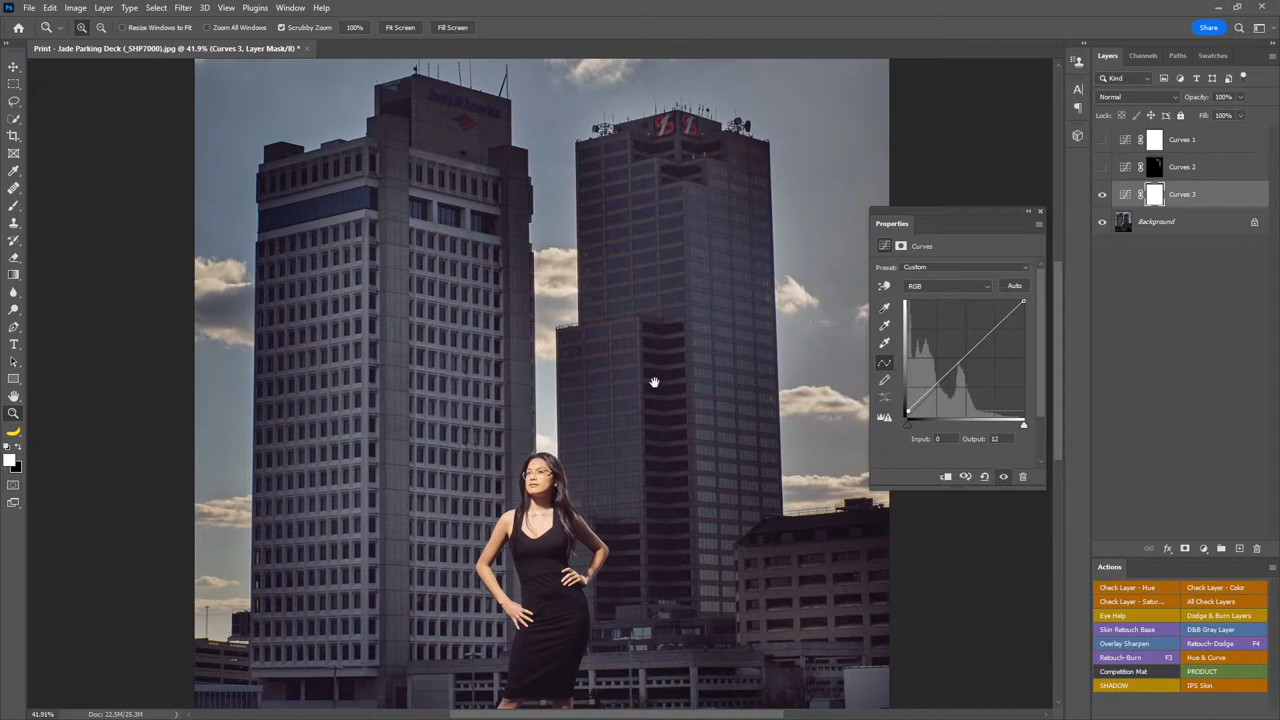 Ps File Edit Image Layer Type Select Filter 3D View Plugins Window Help
Resize Windows to Fit Zoom All Windows Scrubby Zoom 100% Fit Screen Fill Screen Share
Print - Jade Parking Deck (_SHP7000).jpg @ 41.9% (Curves 3, Layer Mask/8) * ×
Layers Channels Paths Swatches
Kind
Normal Opacity: 100%
Lock: Fill: 100%
Curves 1
Curves 2
Curves 3
Background
Properties
Curves
Preset: Custom
RGB Auto
Input: 0 Output: 12
Actions
Check Layer - Hue Check Layer - Color
Check Layer - Satur... All Check Layers
Eye Help Dodge & Burn Layers
Skin Retouch Base D&B Gray Layer
Overlay Sharpen Retouch-Dodge F4
Retouch-Burn F3 Hue & Curve
Competition Mat PRODUCT
SHADOW IPS Skin
41.91% Doc: 22.5M/25.3M